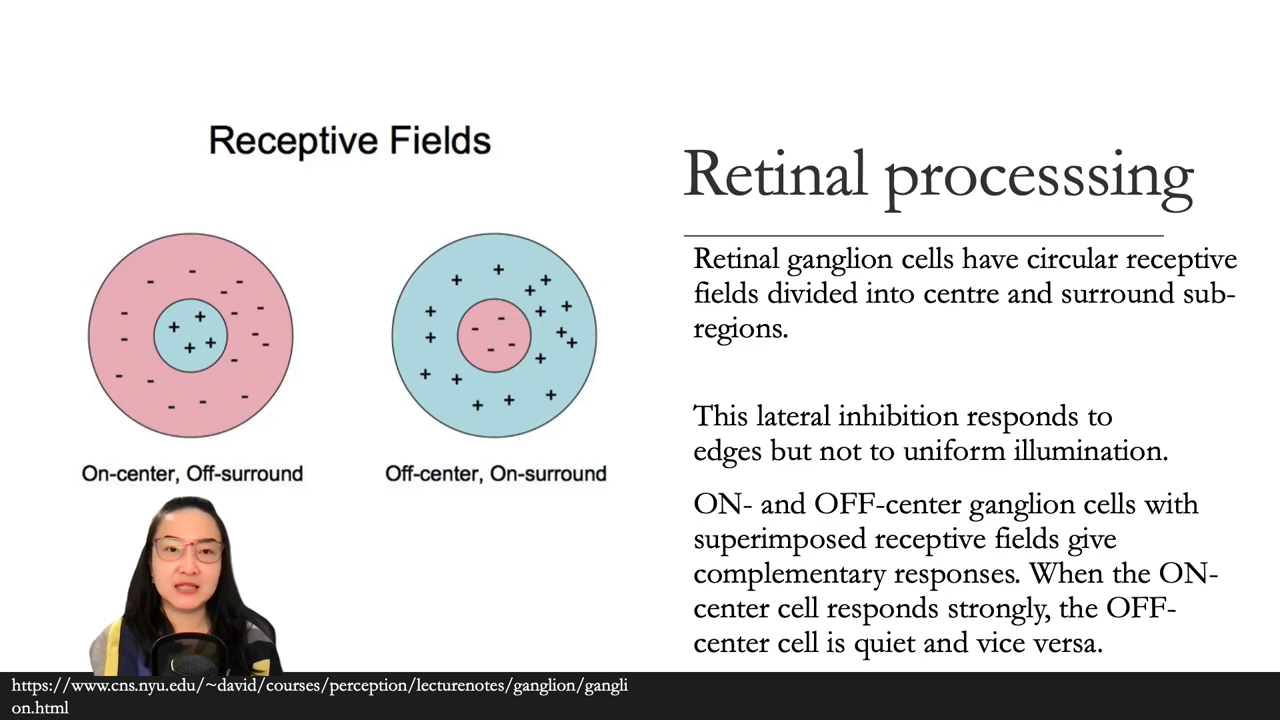 Receptive Fields
On-center, Off-surround
Off-center, On-surround
Retinal processsing
Retinal ganglion cells have circular receptive
fields divided into centre and surround sub-
regions.
This lateral inhibition responds to
edges but not to uniform illumination.
ON- and OFF-center ganglion cells with
superimposed receptive fields give
complementary responses. When the ON-
center cell responds strongly, the OFF-
center cell is quiet and vice versa.
https://www.cns.nyu.edu/~david/courses/perception/lecturenotes/ganglion/gangli
on.html